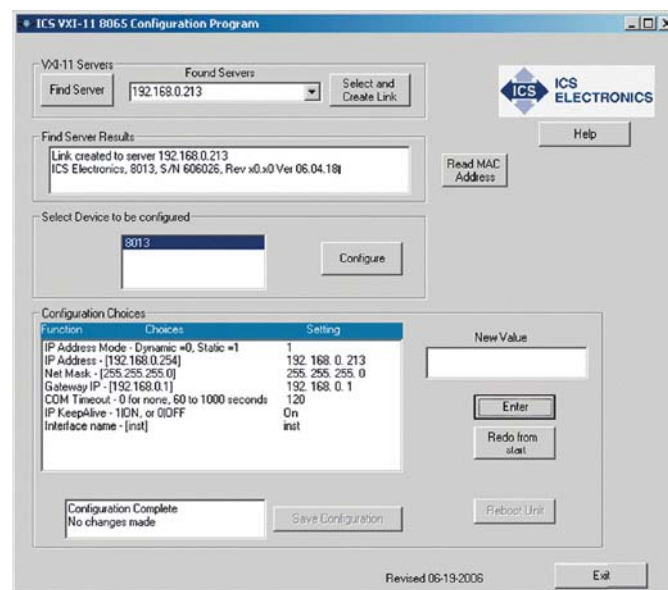 ICS VXI-11 8065 Configuration Program
VXI-11 Servers
Found Servers
Find Server
192.168.0.213
Select and
Create Link
ICS
ICS
ELECTRONICS
Help
Find Server Results
Link created to server 192.168.0.213
ICS Electronics, 8013, S/N 606026, Rev x0.x0 Ver 06.04.18
Read MAC
Address
Select Device to be configured
8013
Configure
Configuration Choices
Function Choices Setting
IP Address Mode - Dynamic =0, Static =1 1
IP Address - [192.168.0.254] 192. 168. 0. 213
Net Mask - [255.255.255.0] 255. 255. 255. 0
Gateway IP - [192.168.0.1] 192. 168. 0. 1
COM Timeout - 0 for none, 60 to 1000 seconds 120
IP KeepAlive - 1|ON, or 0|OFF On
Interface name - [inst] inst
New Value
Enter
Redo from
start
Configuration Complete
No changes made
Save Configuration
Reboot Unit
Revised 06-19-2006
Exit